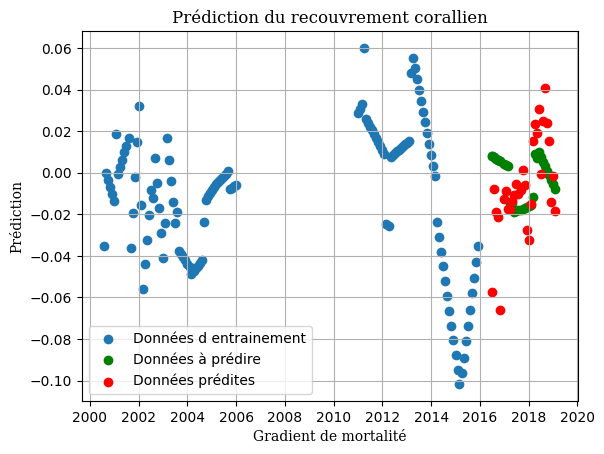 Prédiction du recouvrement corallien
Prédiction
0.06
0.04
0.02
0.00
−0.02
−0.04
−0.06
−0.08
−0.10
Données d entrainement
Données à prédire
Données prédites
2000 2002 2004 2006 2008 2010 2012 2014 2016 2018 2020
Gradient de mortalité